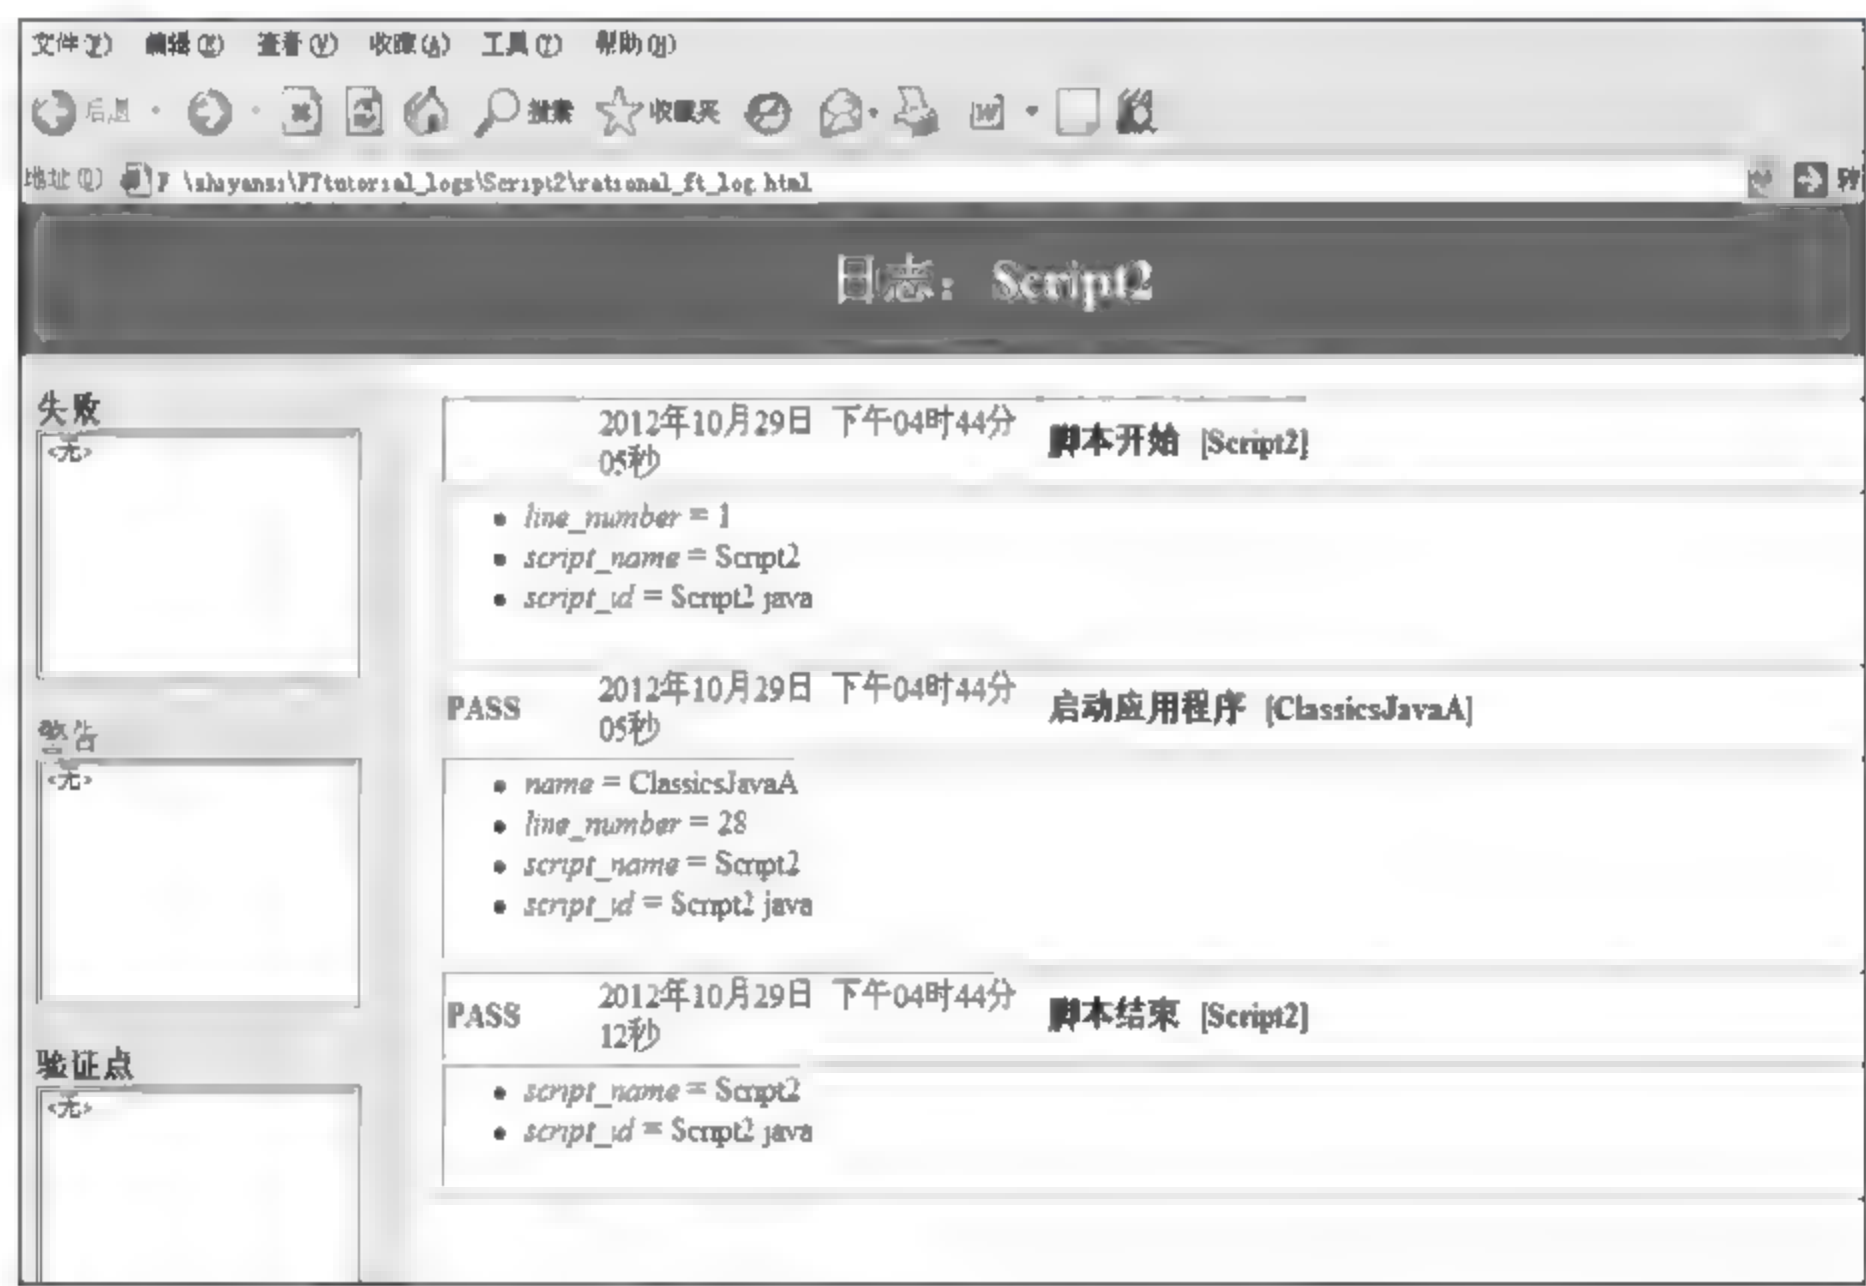 文件(F) 编辑(E) 查看(V) 收藏(A) 工具(T) 帮助(H)
后退 搜索 收藏夹
地址(D) F \shiyansi\FTtutorial_logs\Script2\rational_ft_log.html 转
日志： Script2
失败
<无>
警告
<无>
验证点
<无>
2012年10月29日 下午04时44分
05秒
脚本开始 [Script2]
• line_number = 1
• script_name = Script2
• script_id = Script2 java
PASS
2012年10月29日 下午04时44分
05秒
启动应用程序 [ClassicsJavaA]
• name = ClassicsJavaA
• line_number = 28
• script_name = Script2
• script_id = Script2 java
PASS
2012年10月29日 下午04时44分
12秒
脚本结束 [Script2]
• script_name = Script2
• script_id = Script2 java